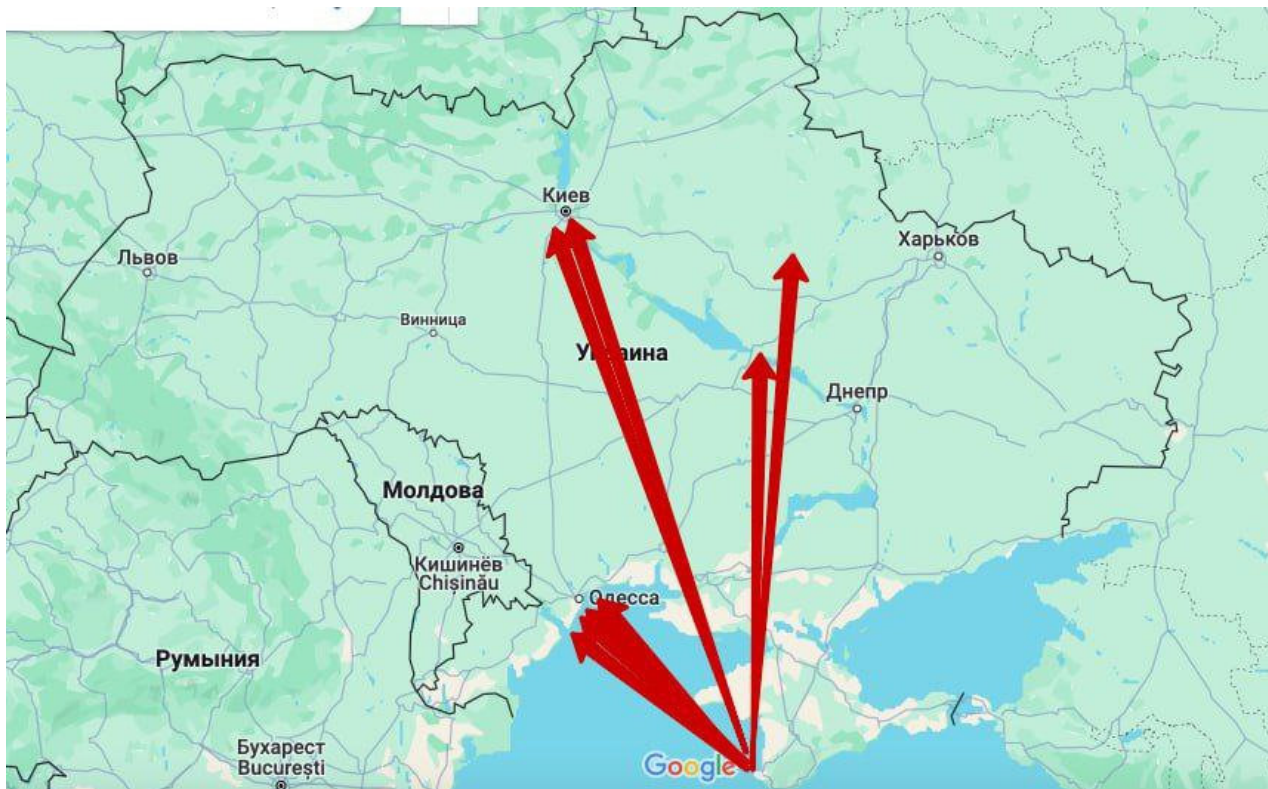 Киев
Харьков
Львов
Винница
Украина
Днепр
Молдова
Кишинёв
Chișinău
Одесса
Румыния
Бухарест
București
Google